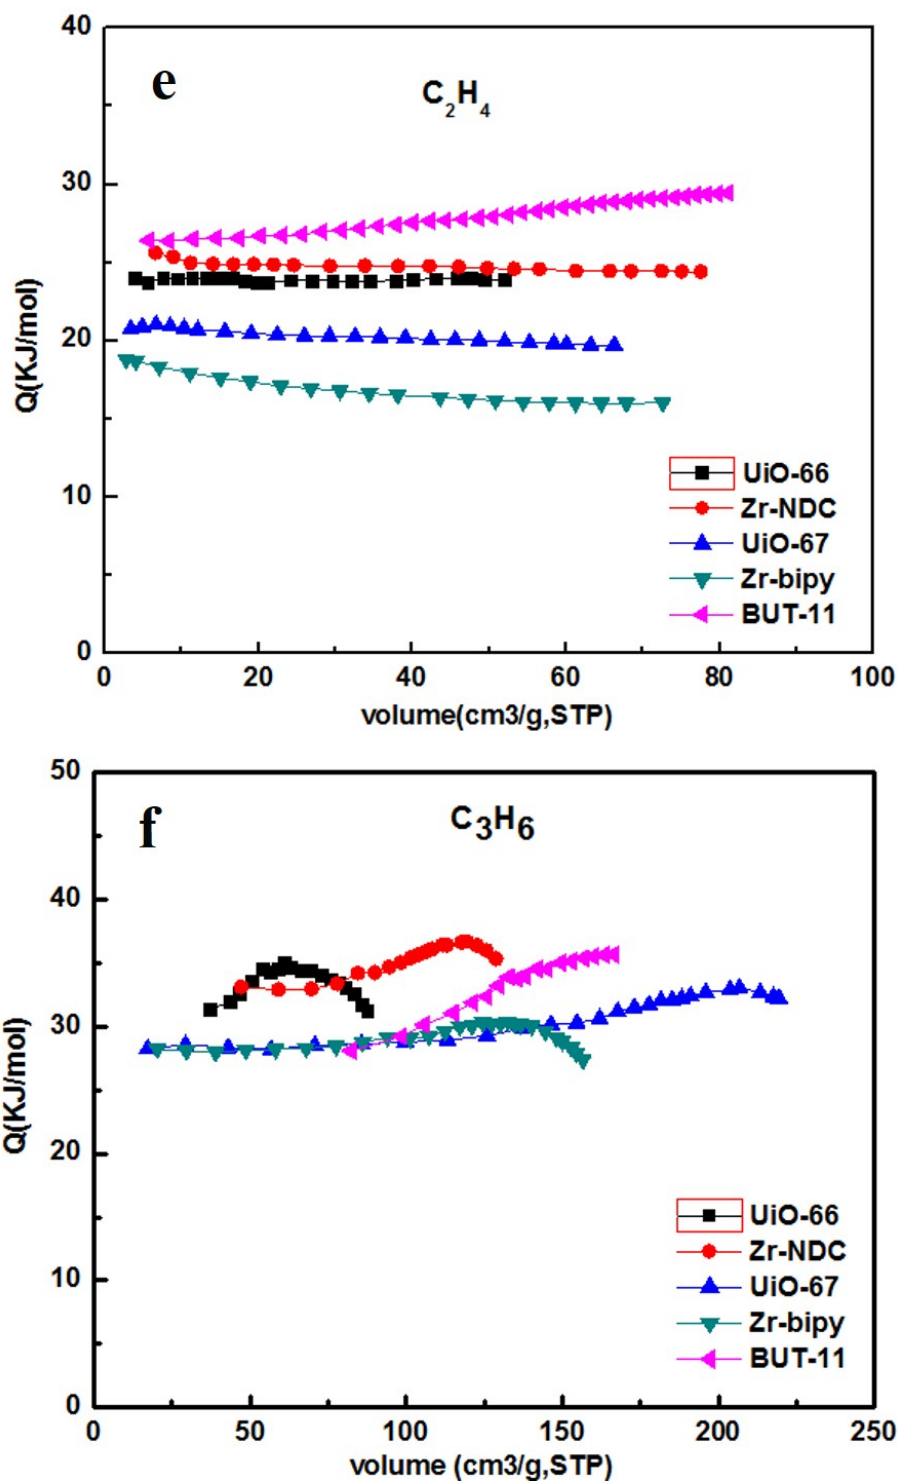 e
C2H4
40
30
20
10
0
Q(KJ/mol)
UiO-66
Zr-NDC
UiO-67
Zr-bipy
BUT-11
0 20 40 60 80 100
volume(cm3/g,STP)
f
C3H6
50
40
30
20
10
0
Q(KJ/mol)
UiO-66
Zr-NDC
UiO-67
Zr-bipy
BUT-11
0 50 100 150 200 250
volume (cm3/g,STP)